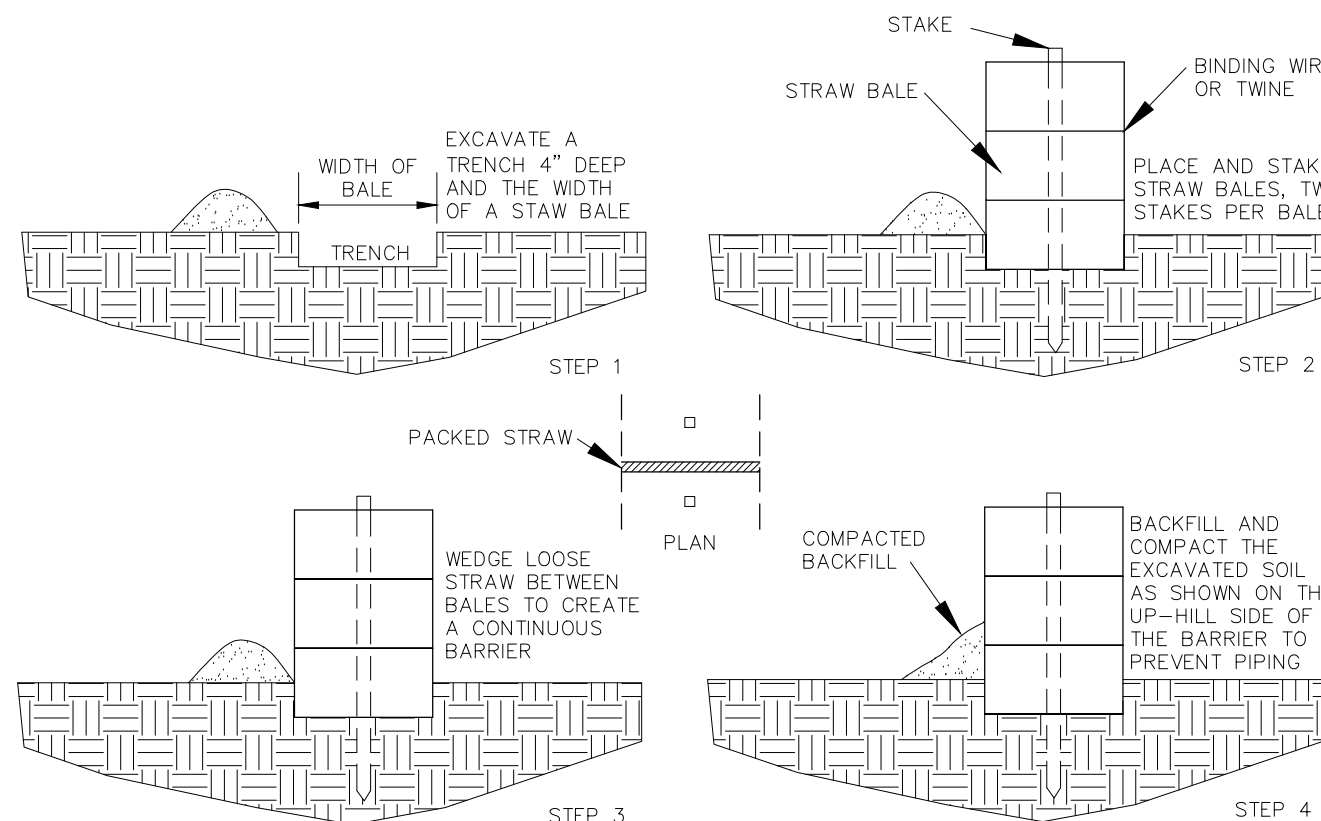 WIDTH OF
BALE
EXCAVATE A
TRENCH 4” DEEP
AND THE WIDTH
OF A STAW BALE
TRENCH
STEP 1
STAKE
STRAW BALE
BINDING WIR
OR TWINE
PLACE AND STAK
STRAW BALES, TW
STAKES PER BALE
STEP 2
PACKED STRAW
PLAN
WEDGE LOOSE
STRAW BETWEEN
BALES TO CREATE
A CONTINUOUS
BARRIER
STEP 3
COMPACTED
BACKFILL
BACKFILL AND
COMPACT THE
EXCAVATED SOIL
AS SHOWN ON TH
UP-HILL SIDE OF
THE BARRIER TO
PREVENT PIPING
STEP 4